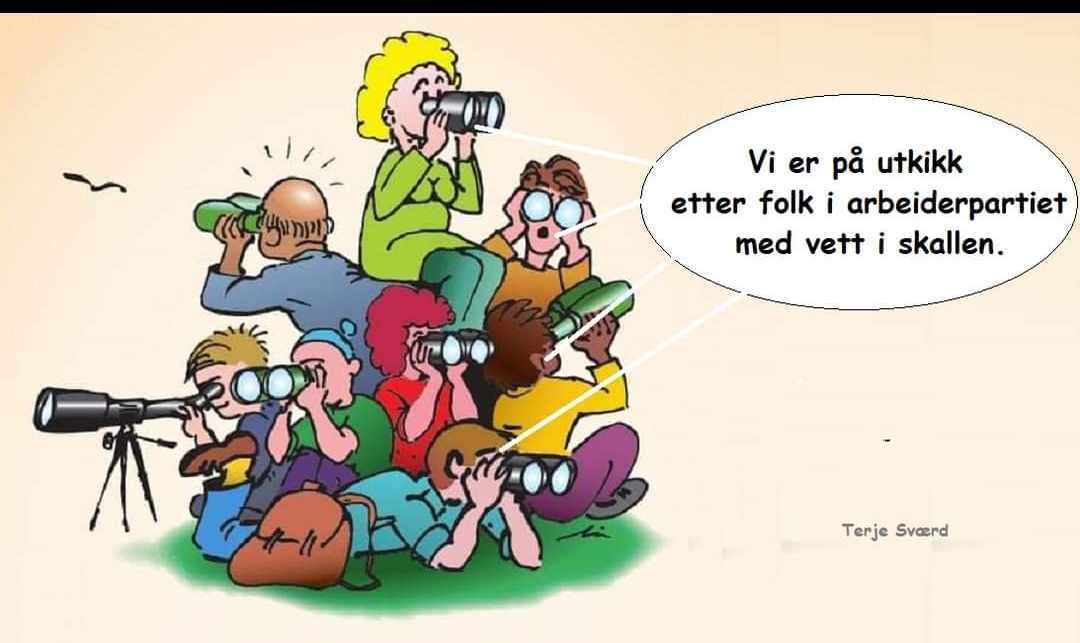 Vi er på utkikk
etter folk i arbeiderpartiet
med vett i skallen.
Terje Sværd